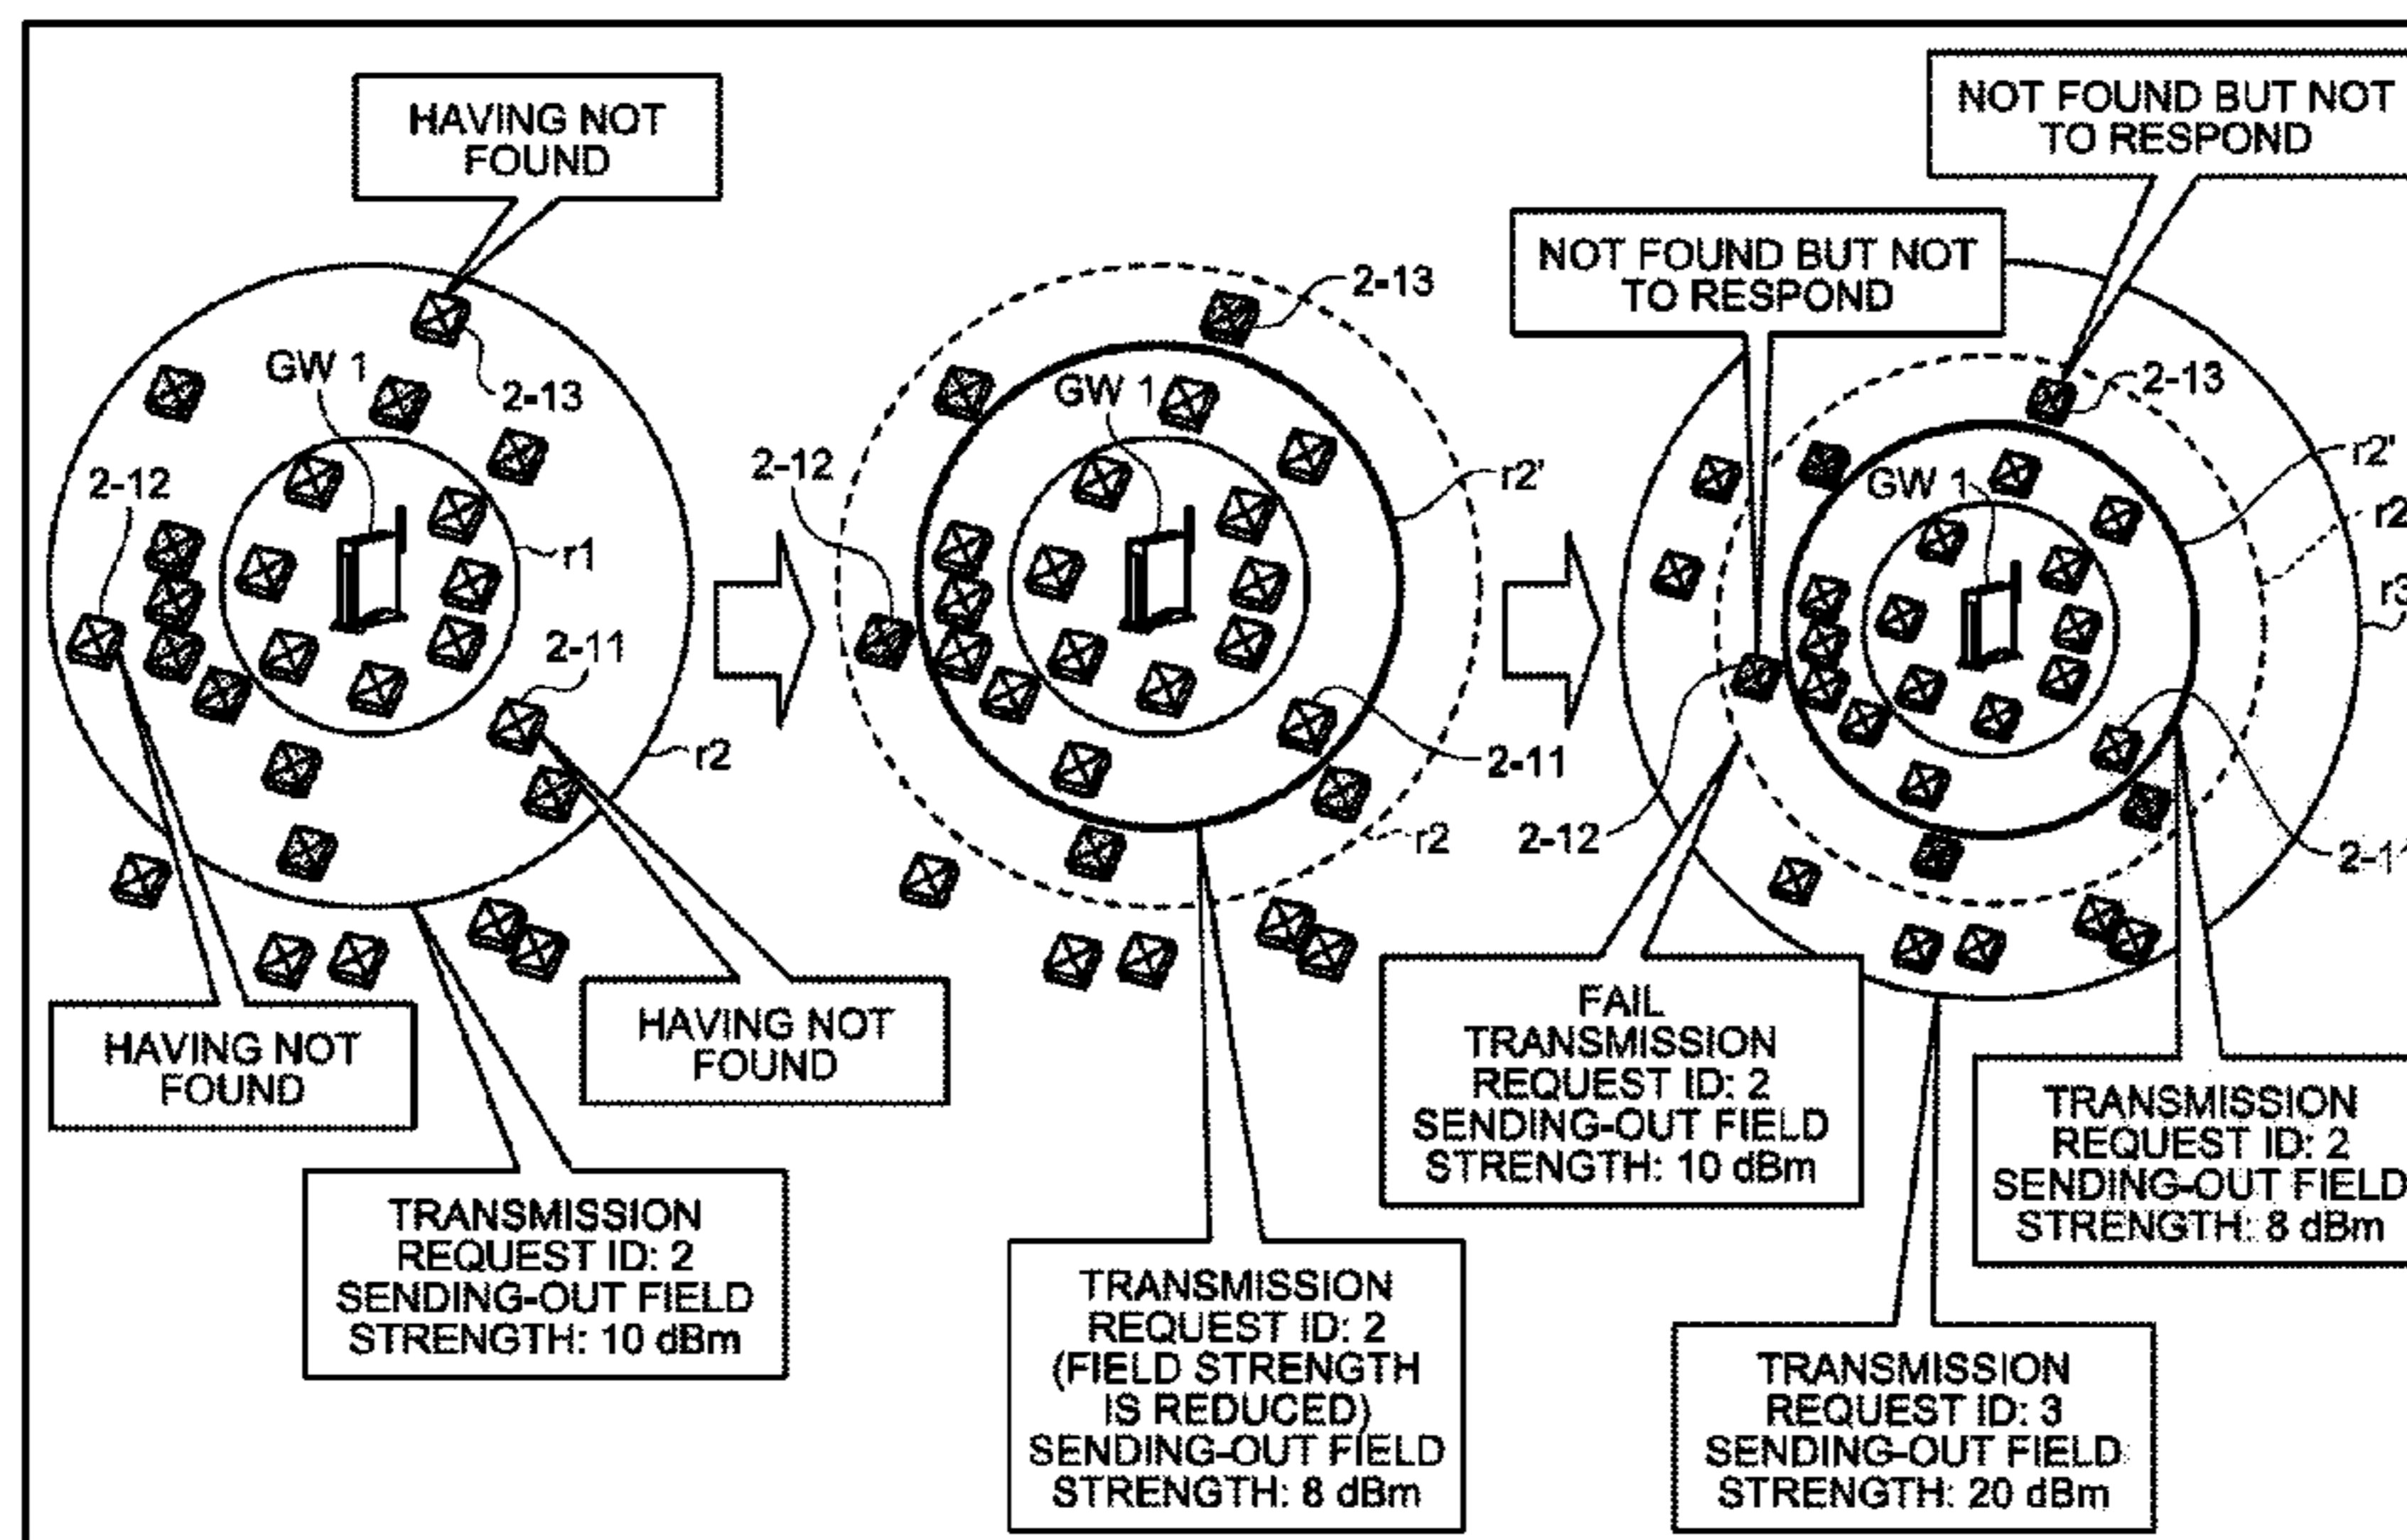 HAVING NOT
FOUND
GW 1
2-13
2-12
r1
2-11
r2
HAVING NOT
FOUND
HAVING NOT
FOUND
TRANSMISSION
REQUEST ID: 2
SENDING-OUT FIELD
STRENGTH: 10 dBm
2-13
GW 1
2-12
r2'
2-11
r2
TRANSMISSION
REQUEST ID: 2
(FIELD STRENGTH
IS REDUCED)
SENDING-OUT FIELD
STRENGTH: 8 dBm
NOT FOUND BUT NOT
TO RESPOND
NOT FOUND BUT NOT
TO RESPOND
2-13
r2'
GW 1
r2
r3
2-12
2-11
FAIL
TRANSMISSION
REQUEST ID: 2
SENDING-OUT FIELD
STRENGTH: 10 dBm
TRANSMISSION
REQUEST ID: 2
SENDING-OUT FIELD
STRENGTH: 8 dBm
TRANSMISSION
REQUEST ID: 3
SENDING-OUT FIELD
STRENGTH: 20 dBm